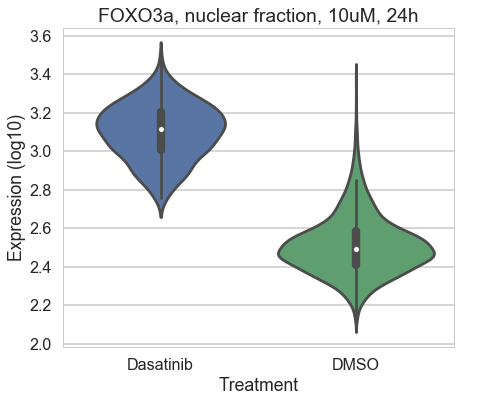 FOXO3a, nuclear fraction, 10uM, 24h
3.6
3.4
3.2
3.0
2.8
2.6
2.4
2.2
2.0
Expression (log10)
Dasatinib DMSO
Treatment